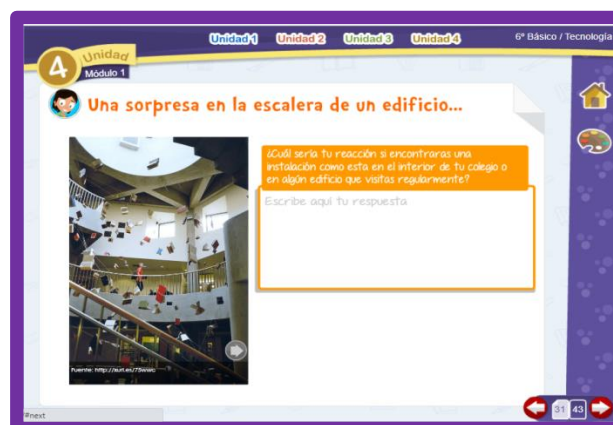 Unidad 1 Unidad 2 Unidad 3 Unidad 4
6º Básico / Tecnología
4 Unidad
Módulo 1
Una sorpresa en la escalera de un edificio...
¿Cuál sería tu reacción si encontraras una
instalación como esta en el interior de tu colegio o
en algún edificio que visitas regularmente?
Escribe aquí tu respuesta
#next
31 43